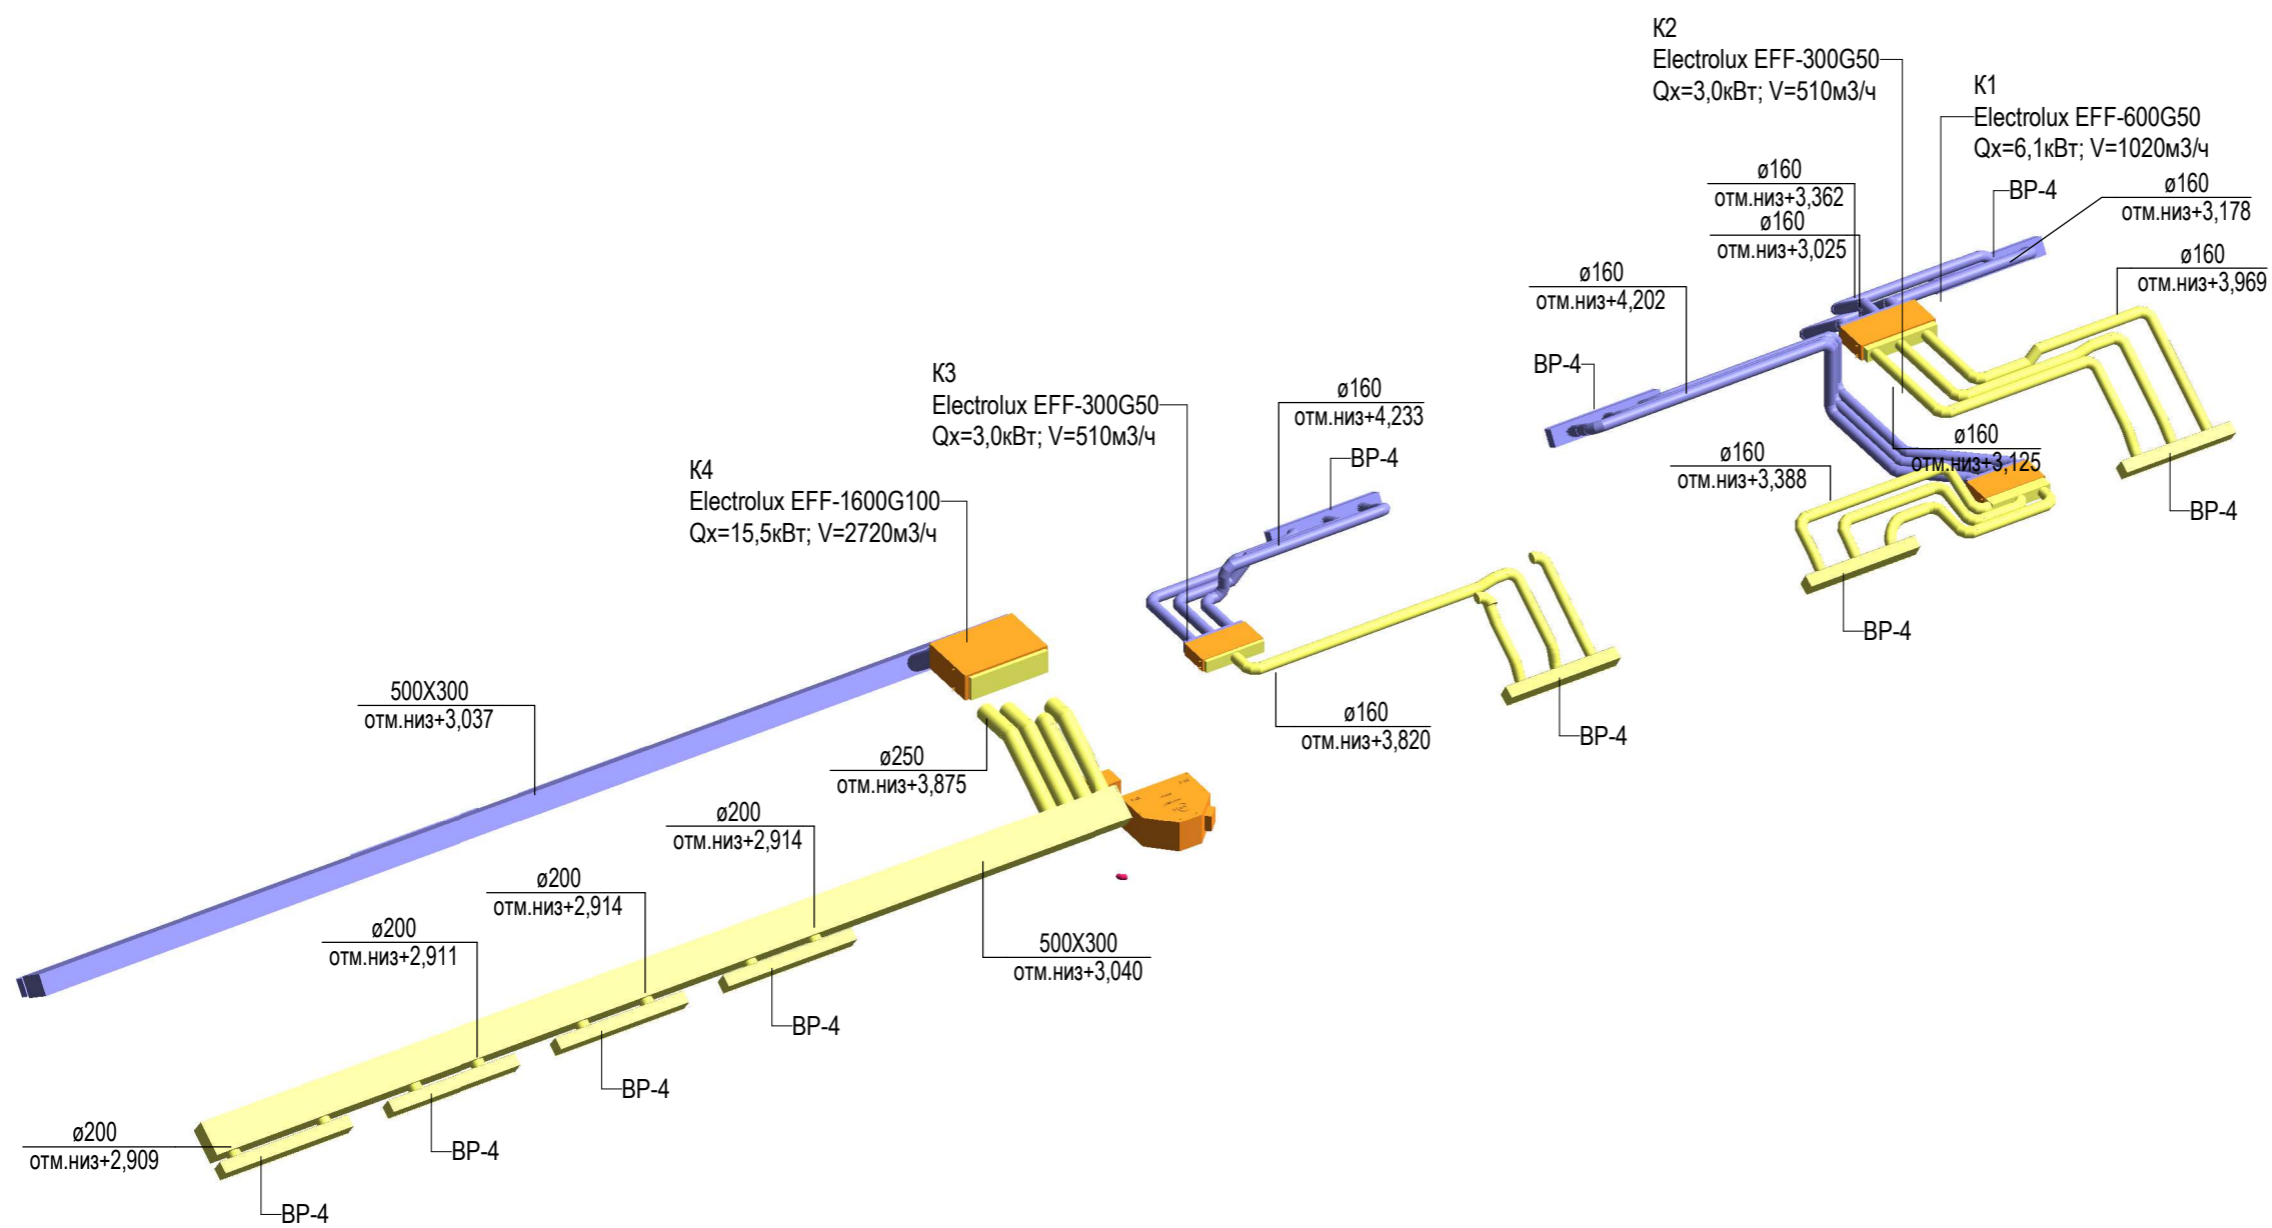 К2
Electrolux EFF-300G50
Qx=3,0кВт; V=510м3/ч
К1
Electrolux EFF-600G50
Qx=6,1кВт; V=1020м3/ч
ø160
отм.низ+3,362
ø160
отм.низ+3,025
ВР-4
ø160
отм.низ+3,178
ø160
отм.низ+3,969
ø160
отм.низ+4,202
ВР-4
К3
Electrolux EFF-300G50
Qx=3,0кВт; V=510м3/ч
ø160
отм.низ+4,233
ВР-4
ø160
отм.низ+3,125
ø160
отм.низ+3,388
ВР-4
К4
Electrolux EFF-1600G100
Qx=15,5кВт; V=2720м3/ч
ВР-4
500X300
отм.низ+3,037
ø160
отм.низ+3,820
ВР-4
ø250
отм.низ+3,875
ø200
отм.низ+2,914
ø200
отм.низ+2,914
ø200
отм.низ+2,911
500X300
отм.низ+3,040
ВР-4
ВР-4
ø200
отм.низ+2,909
ВР-4
ВР-4